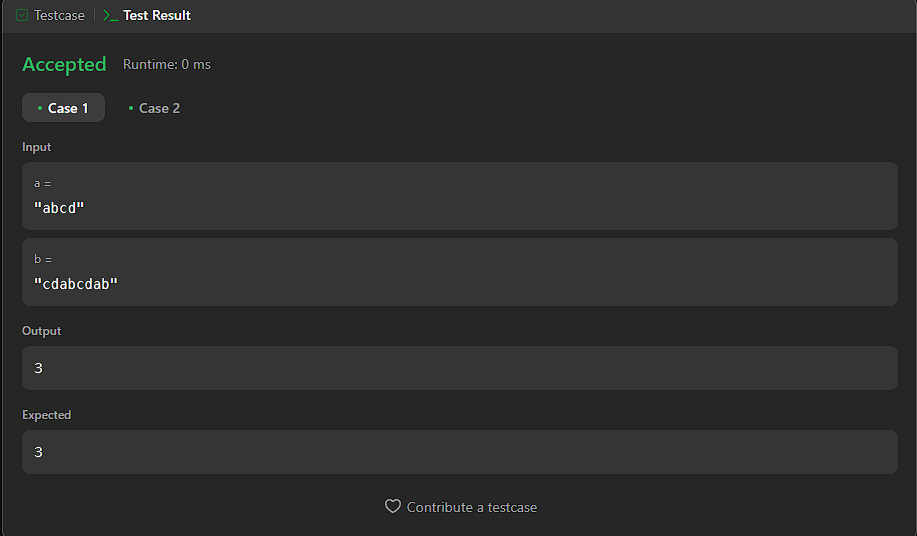 Testcase | >_ Test Result
Accepted Runtime: 0 ms
• Case 1 • Case 2
Input
a =
"abcd"
b =
"cdabcdab"
Output
3
Expected
3
Contribute a testcase